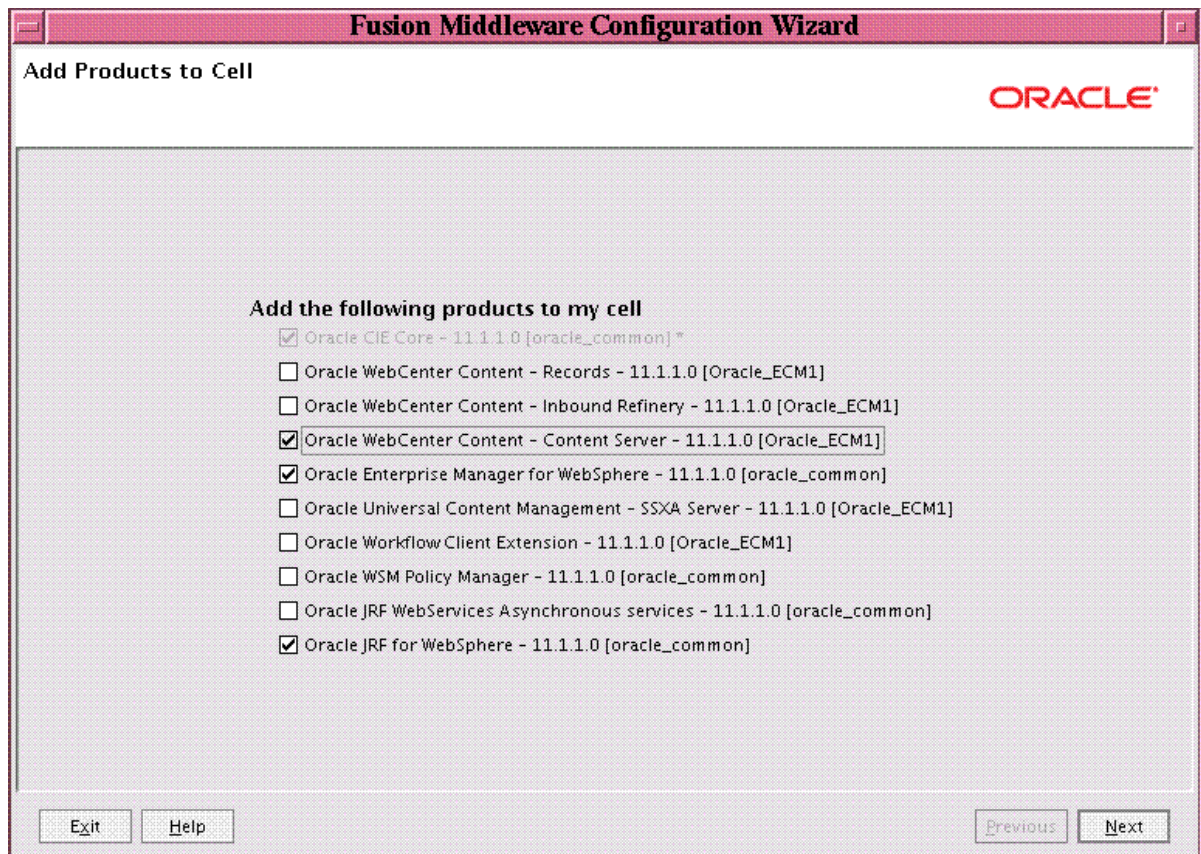 Fusion Middleware Configuration Wizard
Add Products to Cell
ORACLE
Add the following products to my cell
Oracle CIE Core - 11.1.1.0 [oracle_common] *
Oracle WebCenter Content - Records - 11.1.1.0 [Oracle_ECM1]
Oracle WebCenter Content - Inbound Refinery - 11.1.1.0 [Oracle_ECM1]
Oracle WebCenter Content - Content Server - 11.1.1.0 [Oracle_ECM1]
Oracle Enterprise Manager for WebSphere - 11.1.1.0 [oracle_common]
Oracle Universal Content Management - SSXA Server - 11.1.1.0 [Oracle_ECM1]
Oracle Workflow Client Extension - 11.1.1.0 [Oracle_ECM1]
Oracle WSM Policy Manager - 11.1.1.0 [oracle_common]
Oracle JRF WebServices Asynchronous services - 11.1.1.0 [oracle_common]
Oracle JRF for WebSphere - 11.1.1.0 [oracle_common]
Exit Help Previous Next